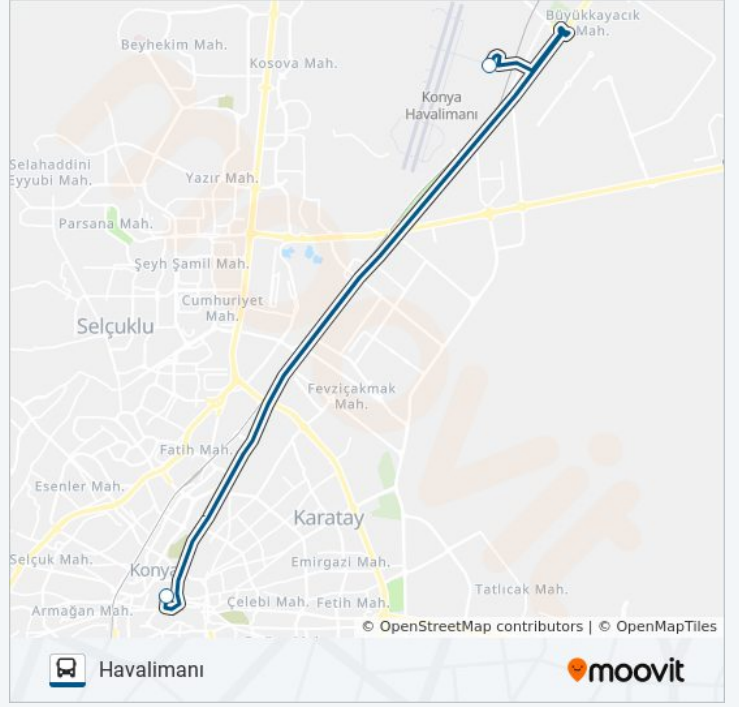 Büyükkayacık
Mah.
Beyhekim Mah.
Kosova Mah.
Konya
Havalimanı
Selahaddini
Eyyubi Mah.
Yazır Mah.
Parsana Mah.
Şeyh Şamil Mah.
Cumhuriyet
Mah.
Selçuklu
Fevziçakmak
Mah.
Fatih Mah.
Esenler Mah.
Karatay
Selçuk Mah.
Konya
Emirgazi Mah.
Tatlıcak Mah.
Armağan Mah.
Çelebi Mah.
Fetih Mah.
© OpenStreetMap contributors | © OpenMapTiles
Havalimanı
moovit